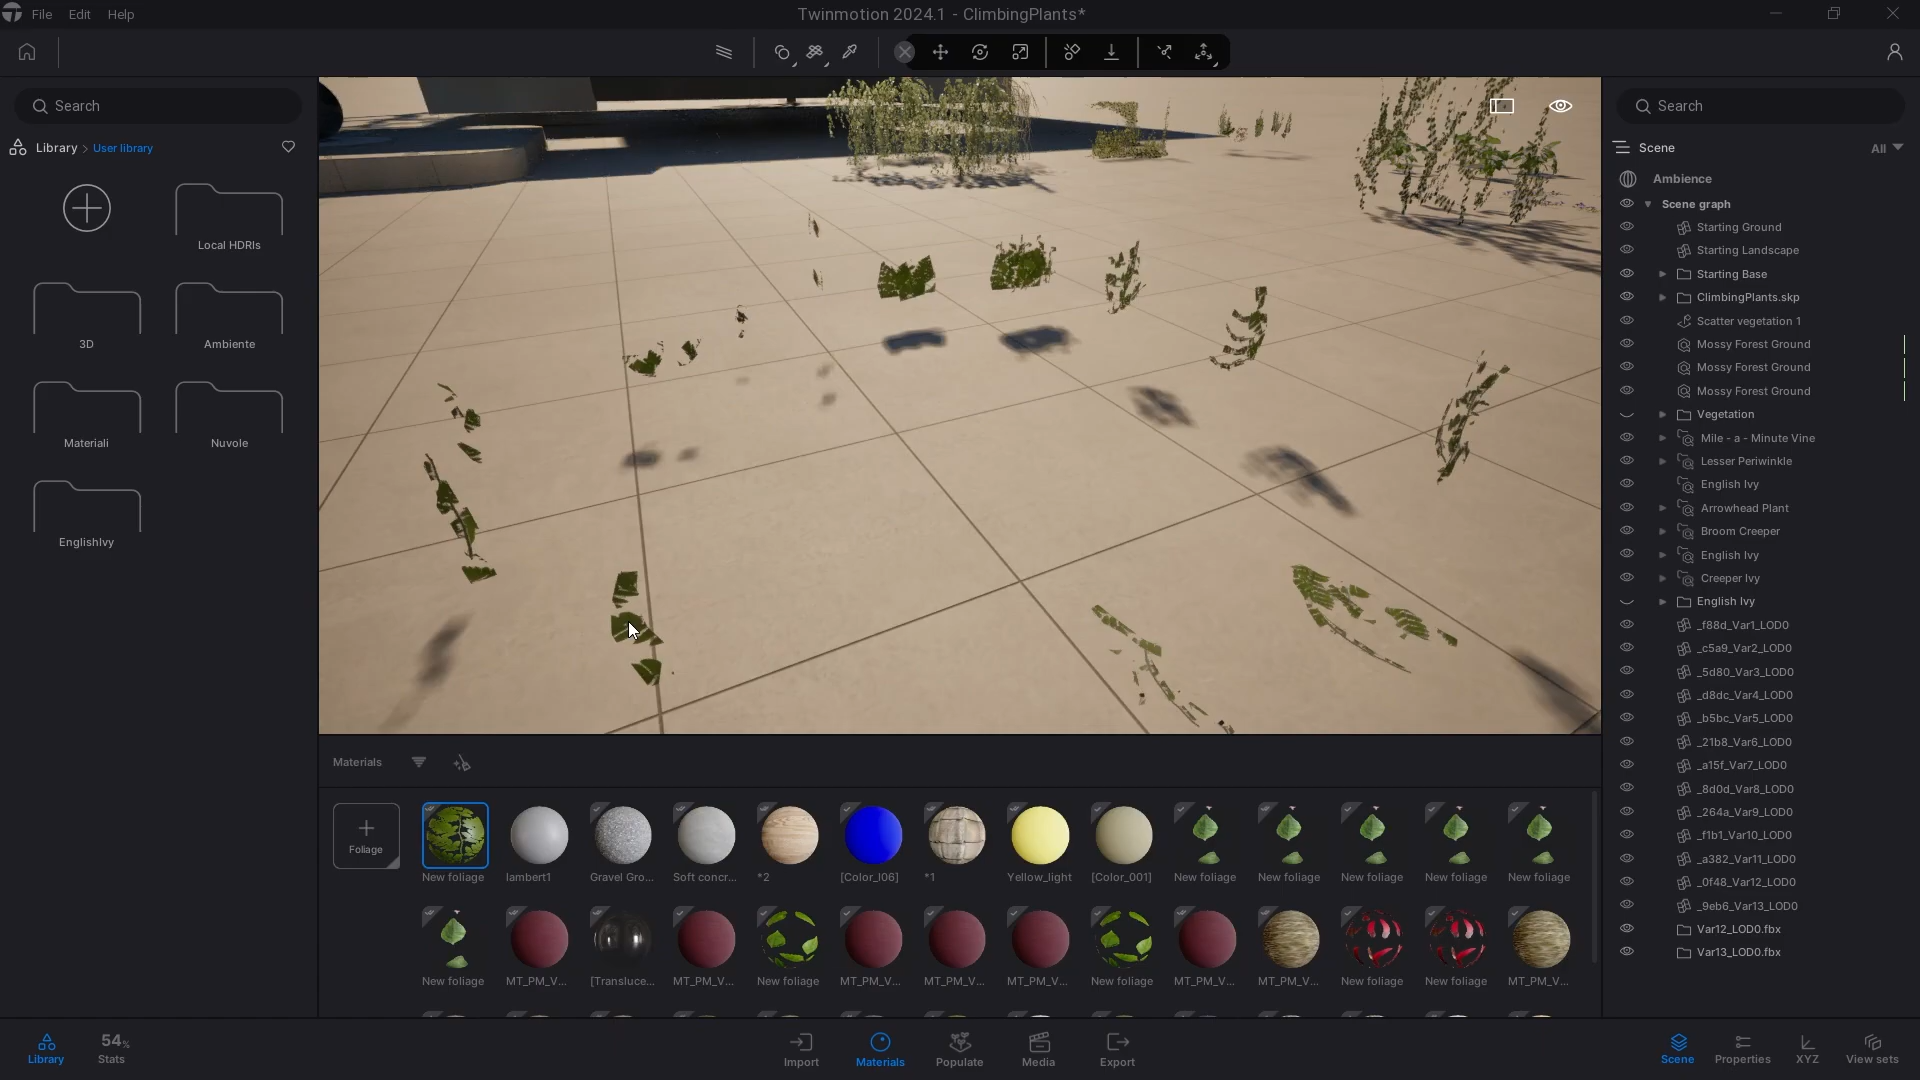 File Edit Help
Twinmotion 2024.1 - ClimbingPlants*
Search
Library > User library
Local HDRIs
3D
Ambiente
Materiali
Nuvole
EnglishIvy
Materials
Foliage
New foliage
lambert1
Gravel Gro...
Soft concr...
*2
[Color_I06]
*1
Yellow_light
[Color_001]
New foliage
New foliage
New foliage
New foliage
New foliage
New foliage
MT_PM_V...
[Transluce...
MT_PM_V...
New foliage
MT_PM_V...
MT_PM_V...
MT_PM_V...
New foliage
MT_PM_V...
MT_PM_V...
New foliage
New foliage
MT_PM_V...
Search
Scene
All
Ambience
Scene graph
Starting Ground
Starting Landscape
Starting Base
ClimbingPlants.skp
Scatter vegetation 1
Mossy Forest Ground
Mossy Forest Ground
Mossy Forest Ground
Vegetation
Mile - a - Minute Vine
Lesser Periwinkle
English Ivy
Arrowhead Plant
Broom Creeper
English Ivy
Creeper Ivy
English Ivy
_f88d_Var1_LOD0
_c5a9_Var2_LOD0
_5d80_Var3_LOD0
_d8dc_Var4_LOD0
_b5bc_Var5_LOD0
_21b8_Var6_LOD0
_a15f_Var7_LOD0
_8d0d_Var8_LOD0
_264a_Var9_LOD0
_f1b1_Var10_LOD0
_a382_Var11_LOD0
_0f48_Var12_LOD0
_9eb6_Var13_LOD0
Var12_LOD0.fbx
Var13_LOD0.fbx
Library
54%
Stats
Import
Materials
Populate
Media
Export
Scene
Properties
XYZ
View sets